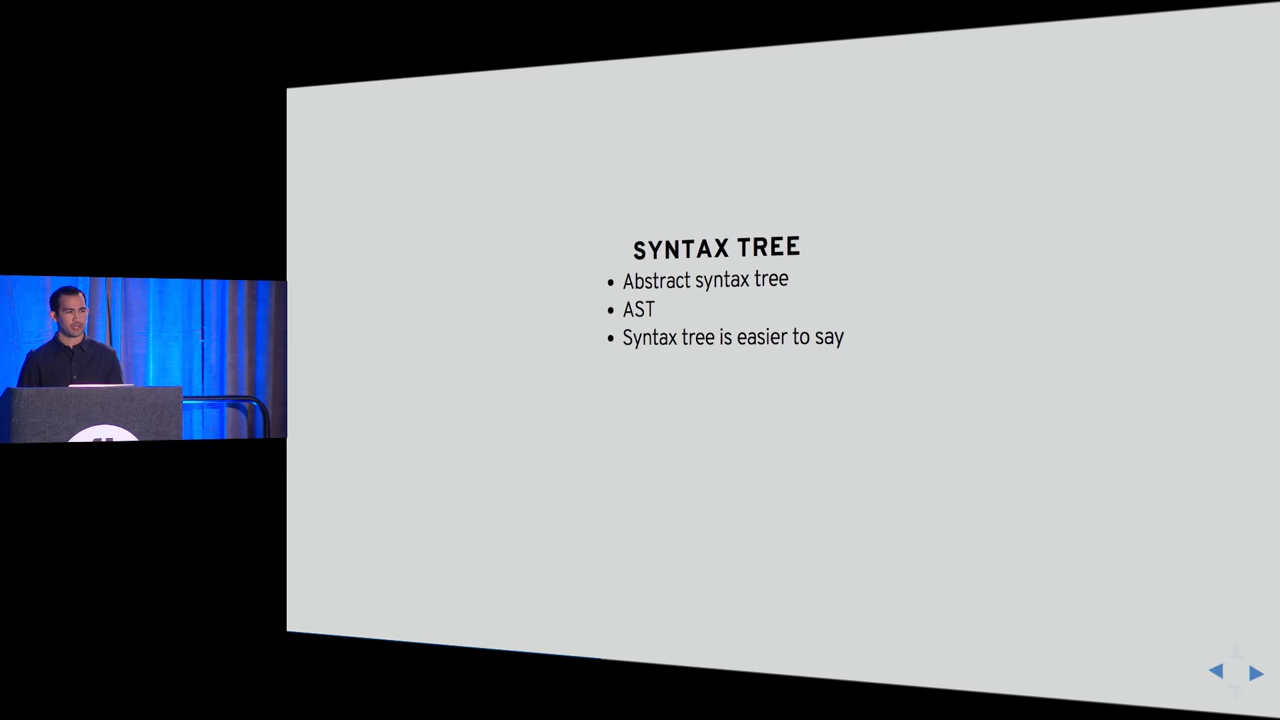 SYNTAX TREE
Abstract syntax tree
AST
Syntax tree is easier to say